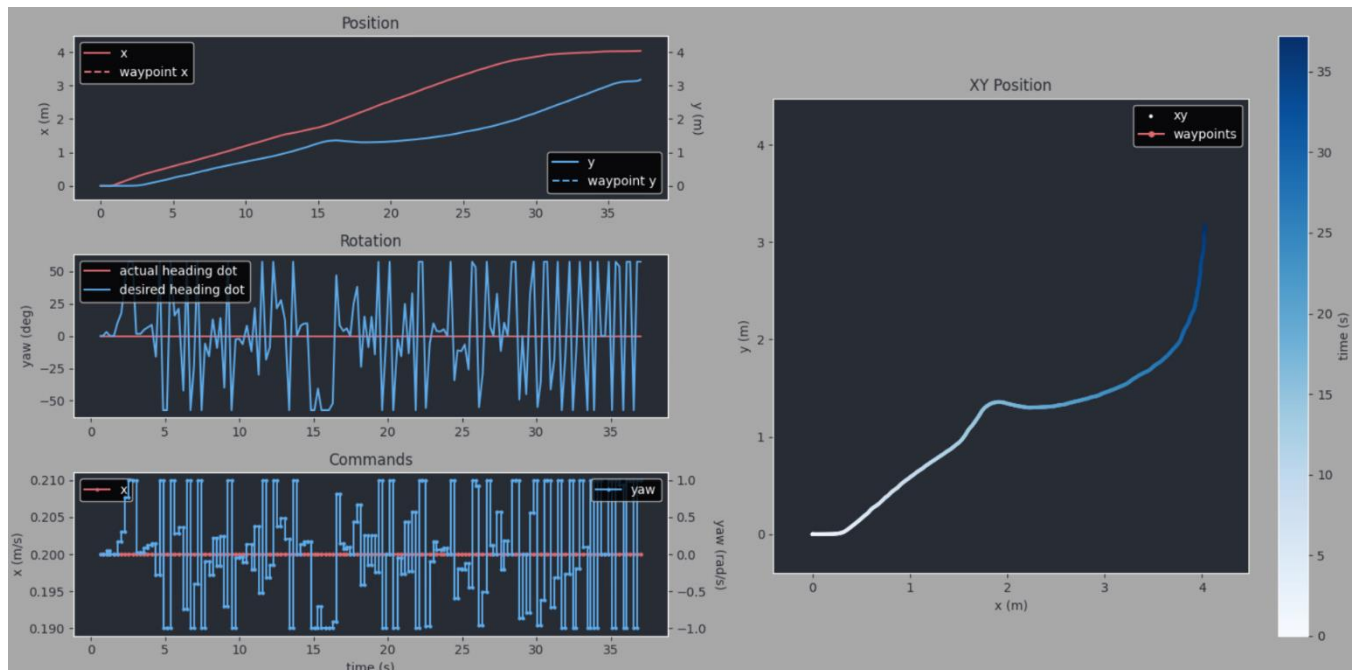 Position
x
waypoint x
y
waypoint y
x (m)
y (m)
4
3
2
1
0
4
3
2
1
0
0 5 10 15 20 25 30 35
Rotation
actual heading dot
desired heading dot
yaw (deg)
50
25
0
−25
−50
0 5 10 15 20 25 30 35
Commands
x
yaw
x (m/s)
yaw (rad/s)
0.210
0.205
0.200
0.195
0.190
1.0
0.5
0.0
−0.5
−1.0
0 5 10 15 20 25 30 35
time (s)
XY Position
xy
waypoints
y (m)
4
3
2
1
0
0 1 2 3 4
x (m)
35
30
25
20
15
10
5
0
time (s)